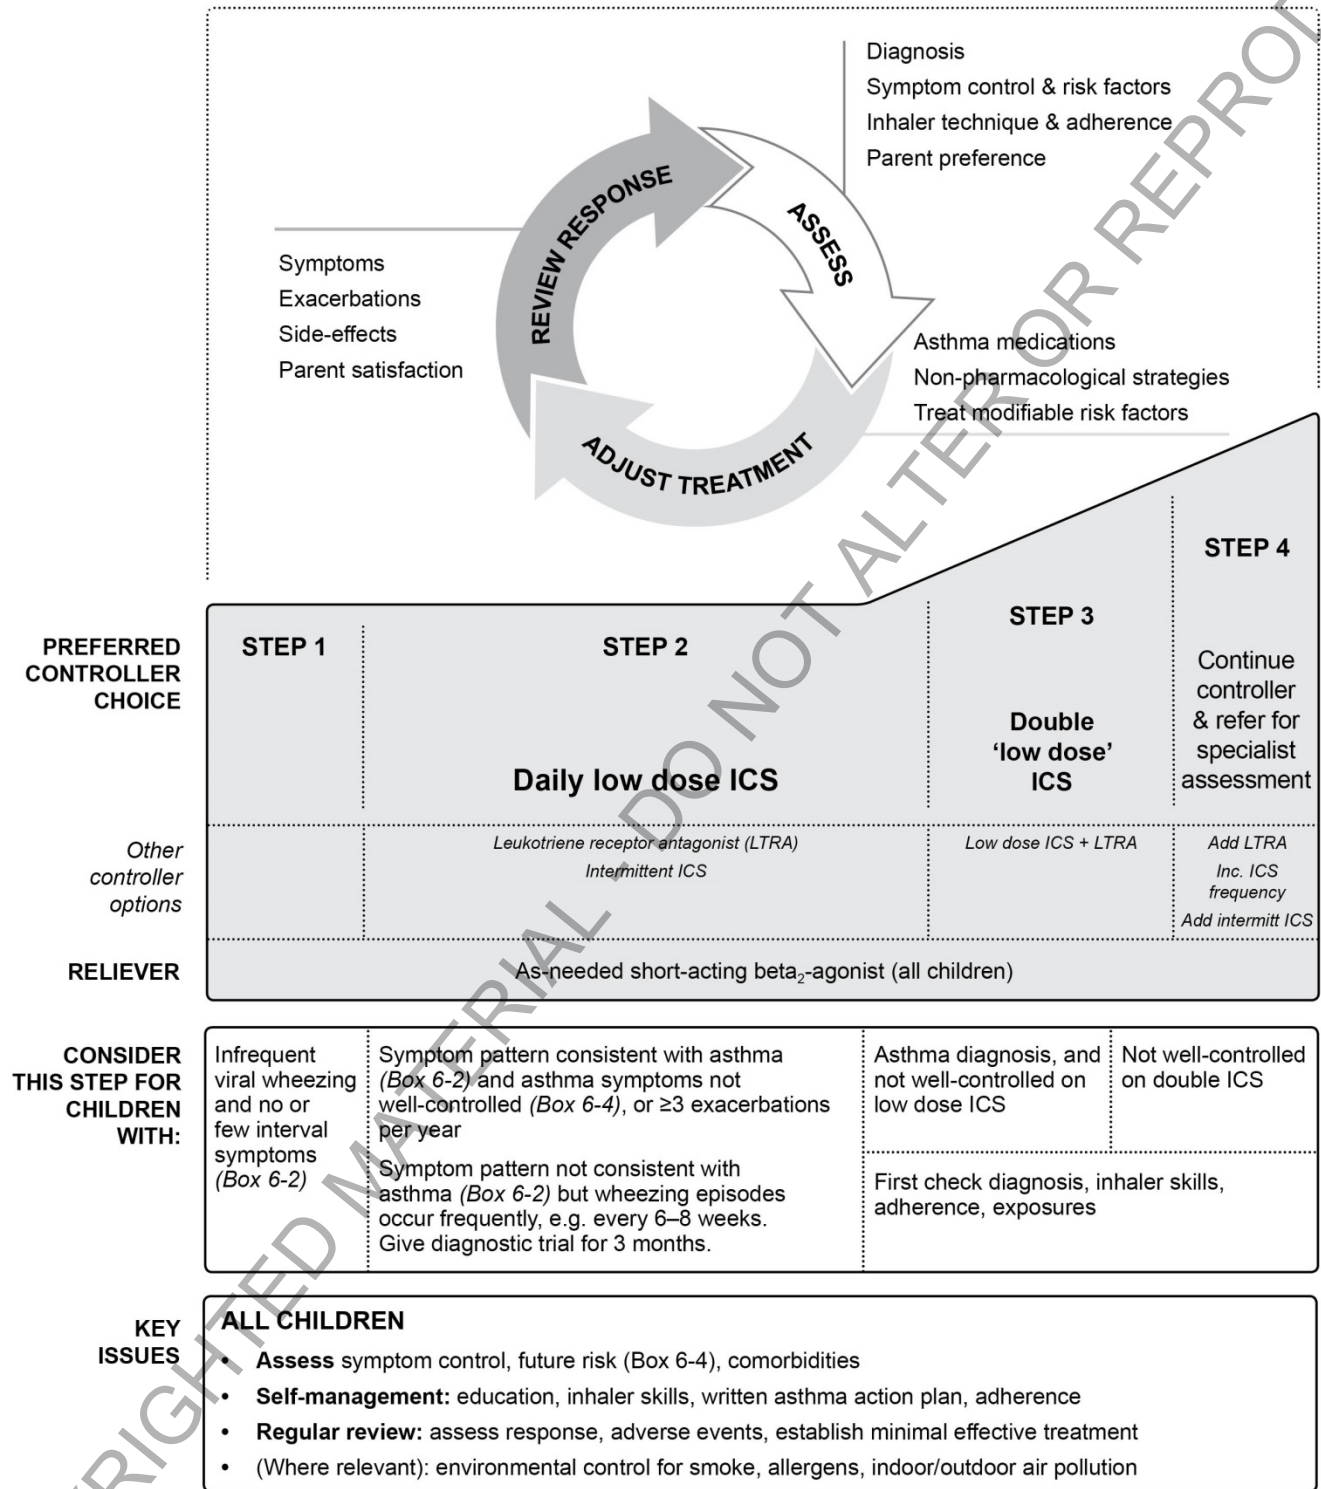 Diagnosis
Symptom control & risk factors
Inhaler technique & adherence
Parent preference
REVIEW RESPONSE
ASSESS
ADJUST TREATMENT
Symptoms
Exacerbations
Side-effects
Parent satisfaction
Asthma medications
Non-pharmacological strategies
Treat modifiable risk factors
PREFERRED
CONTROLLER
CHOICE
STEP 1
STEP 2
Daily low dose ICS
STEP 3
Double
‘low dose’
ICS
STEP 4
Continue
controller
& refer for
specialist
assessment
Other
controller
options
Leukotriene receptor antagonist (LTRA)
Intermittent ICS
Low dose ICS + LTRA
Add LTRA
Inc. ICS
frequency
Add intermitt ICS
RELIEVER
As-needed short-acting beta₂-agonist (all children)
CONSIDER
THIS STEP FOR
CHILDREN
WITH:
Infrequent
viral wheezing
and no or
few interval
symptoms
(Box 6-2)
Symptom pattern consistent with asthma
(Box 6-2) and asthma symptoms not
well-controlled (Box 6-4), or ≥3 exacerbations
per year
Symptom pattern not consistent with
asthma (Box 6-2) but wheezing episodes
occur frequently, e.g. every 6–8 weeks.
Give diagnostic trial for 3 months.
Asthma diagnosis, and
not well-controlled on
low dose ICS
Not well-controlled
on double ICS
First check diagnosis, inhaler skills,
adherence, exposures
KEY
ISSUES
ALL CHILDREN
• Assess symptom control, future risk (Box 6-4), comorbidities
• Self-management: education, inhaler skills, written asthma action plan, adherence
• Regular review: assess response, adverse events, establish minimal effective treatment
• (Where relevant): environmental control for smoke, allergens, indoor/outdoor air pollution
MATERIAL - DO NOT ALTER OR